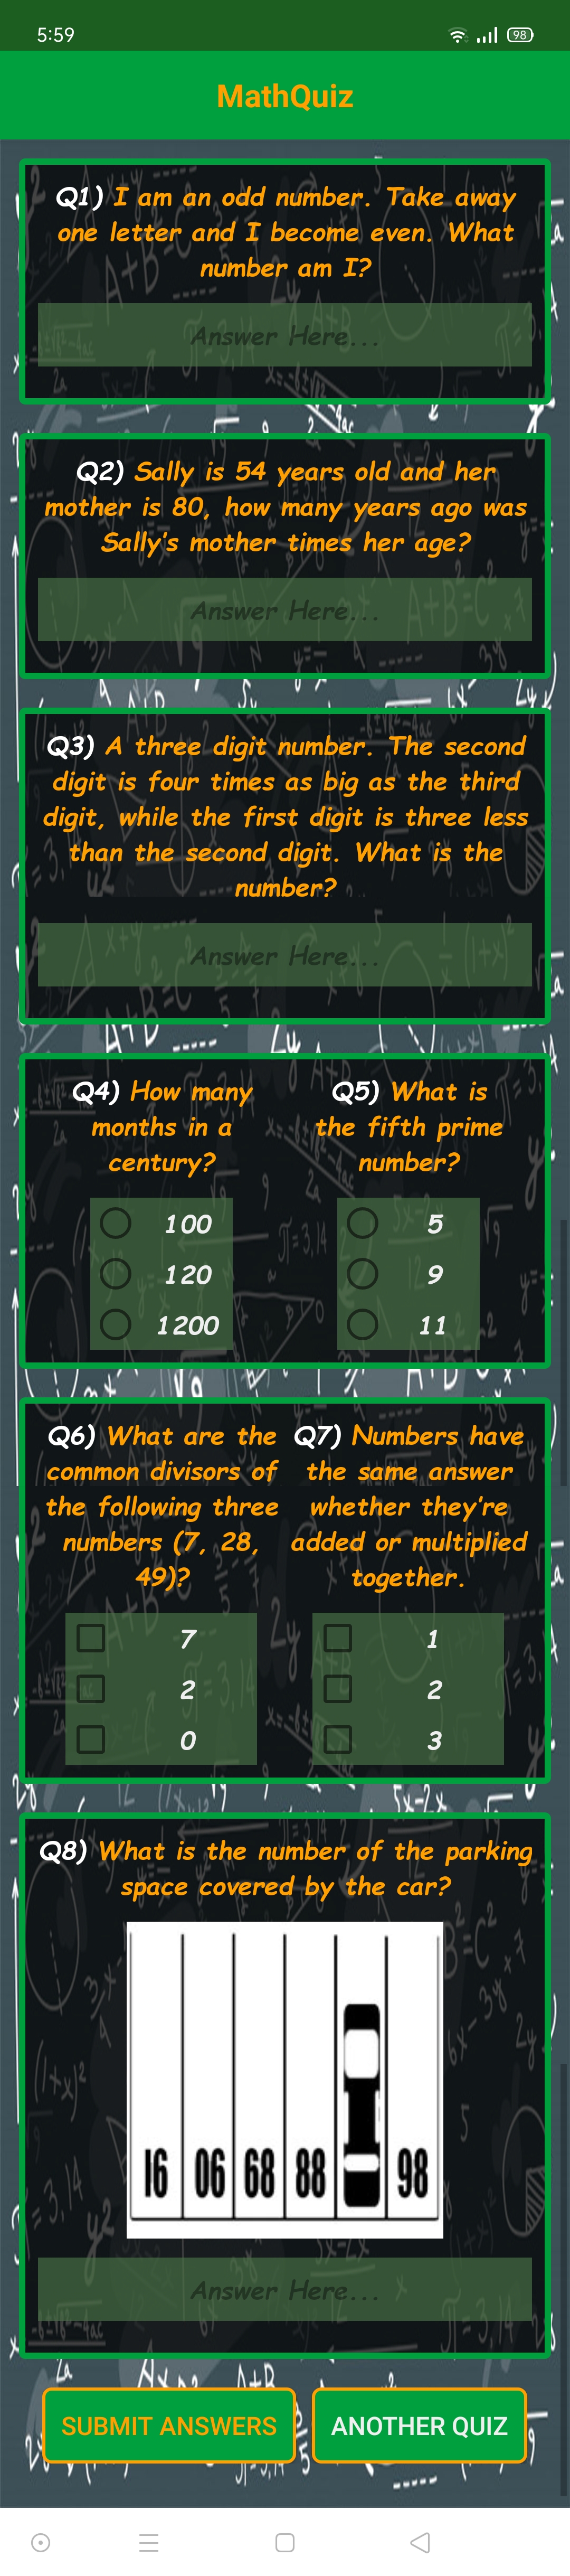 5:59
98
MathQuiz
Q1) I am an odd number. Take away
one letter and I become even. What
number am I?
Answer Here...
Q2) Sally is 54 years old and her
mother is 80, how many years ago was
Sally's mother times her age?
Answer Here...
Q3) A three digit number. The second
digit is four times as big as the third
digit, while the first digit is three less
than the second digit. What is the
number?
Answer Here...
Q4) How many
months in a
century?
100
120
1200
Q5) What is
the fifth prime
number?
5
9
11
Q6) What are the
common divisors of
the following three
numbers (7, 28,
49)?
7
2
0
Q7) Numbers have
the same answer
whether they're
added or multiplied
together.
1
2
3
Q8) What is the number of the parking
space covered by the car?
16 06 68 88 98
Answer Here...
SUBMIT ANSWERS
ANOTHER QUIZ